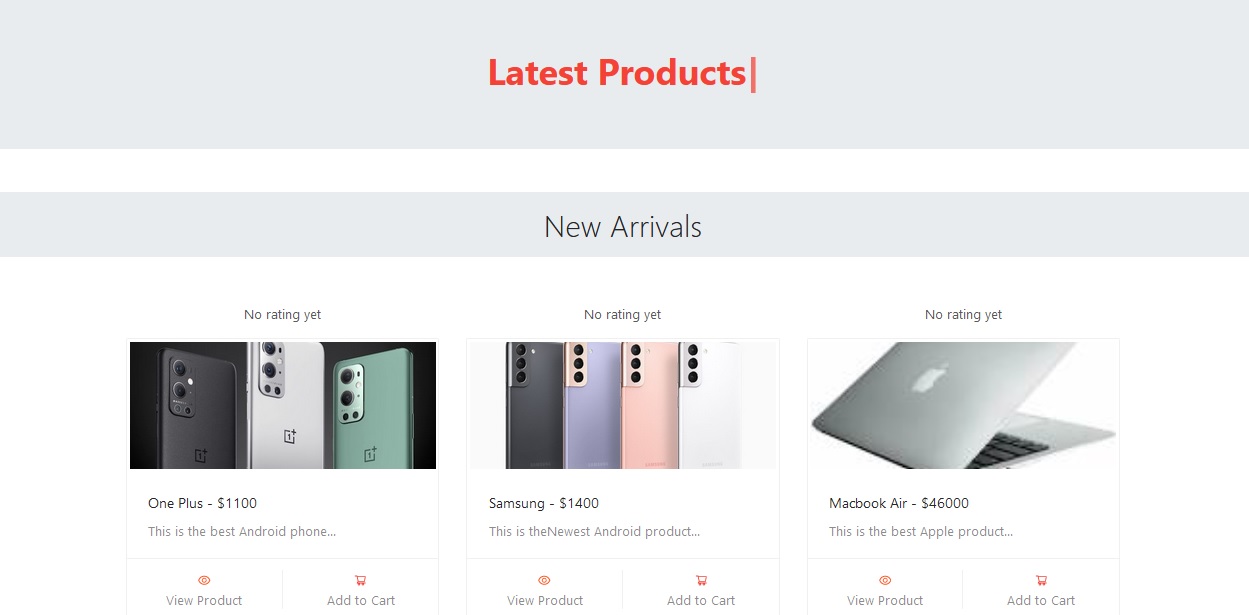 Latest Products|
New Arrivals
No rating yet
No rating yet
No rating yet
One Plus - $1100
This is the best Android phone...
View Product
Add to Cart
Samsung - $1400
This is theNewest Android product...
View Product
Add to Cart
Macbook Air - $46000
This is the best Apple product...
View Product
Add to Cart